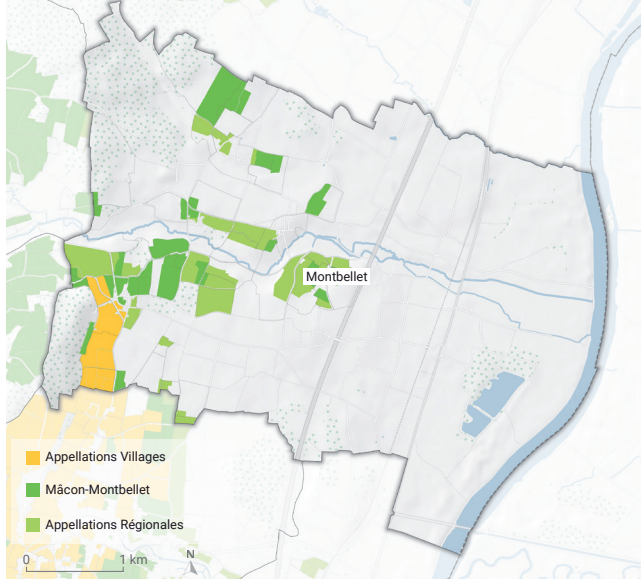 Montbellet
Appellations Villages
Mâcon-Montbellet
Appellations Régionales
0 1 km
N